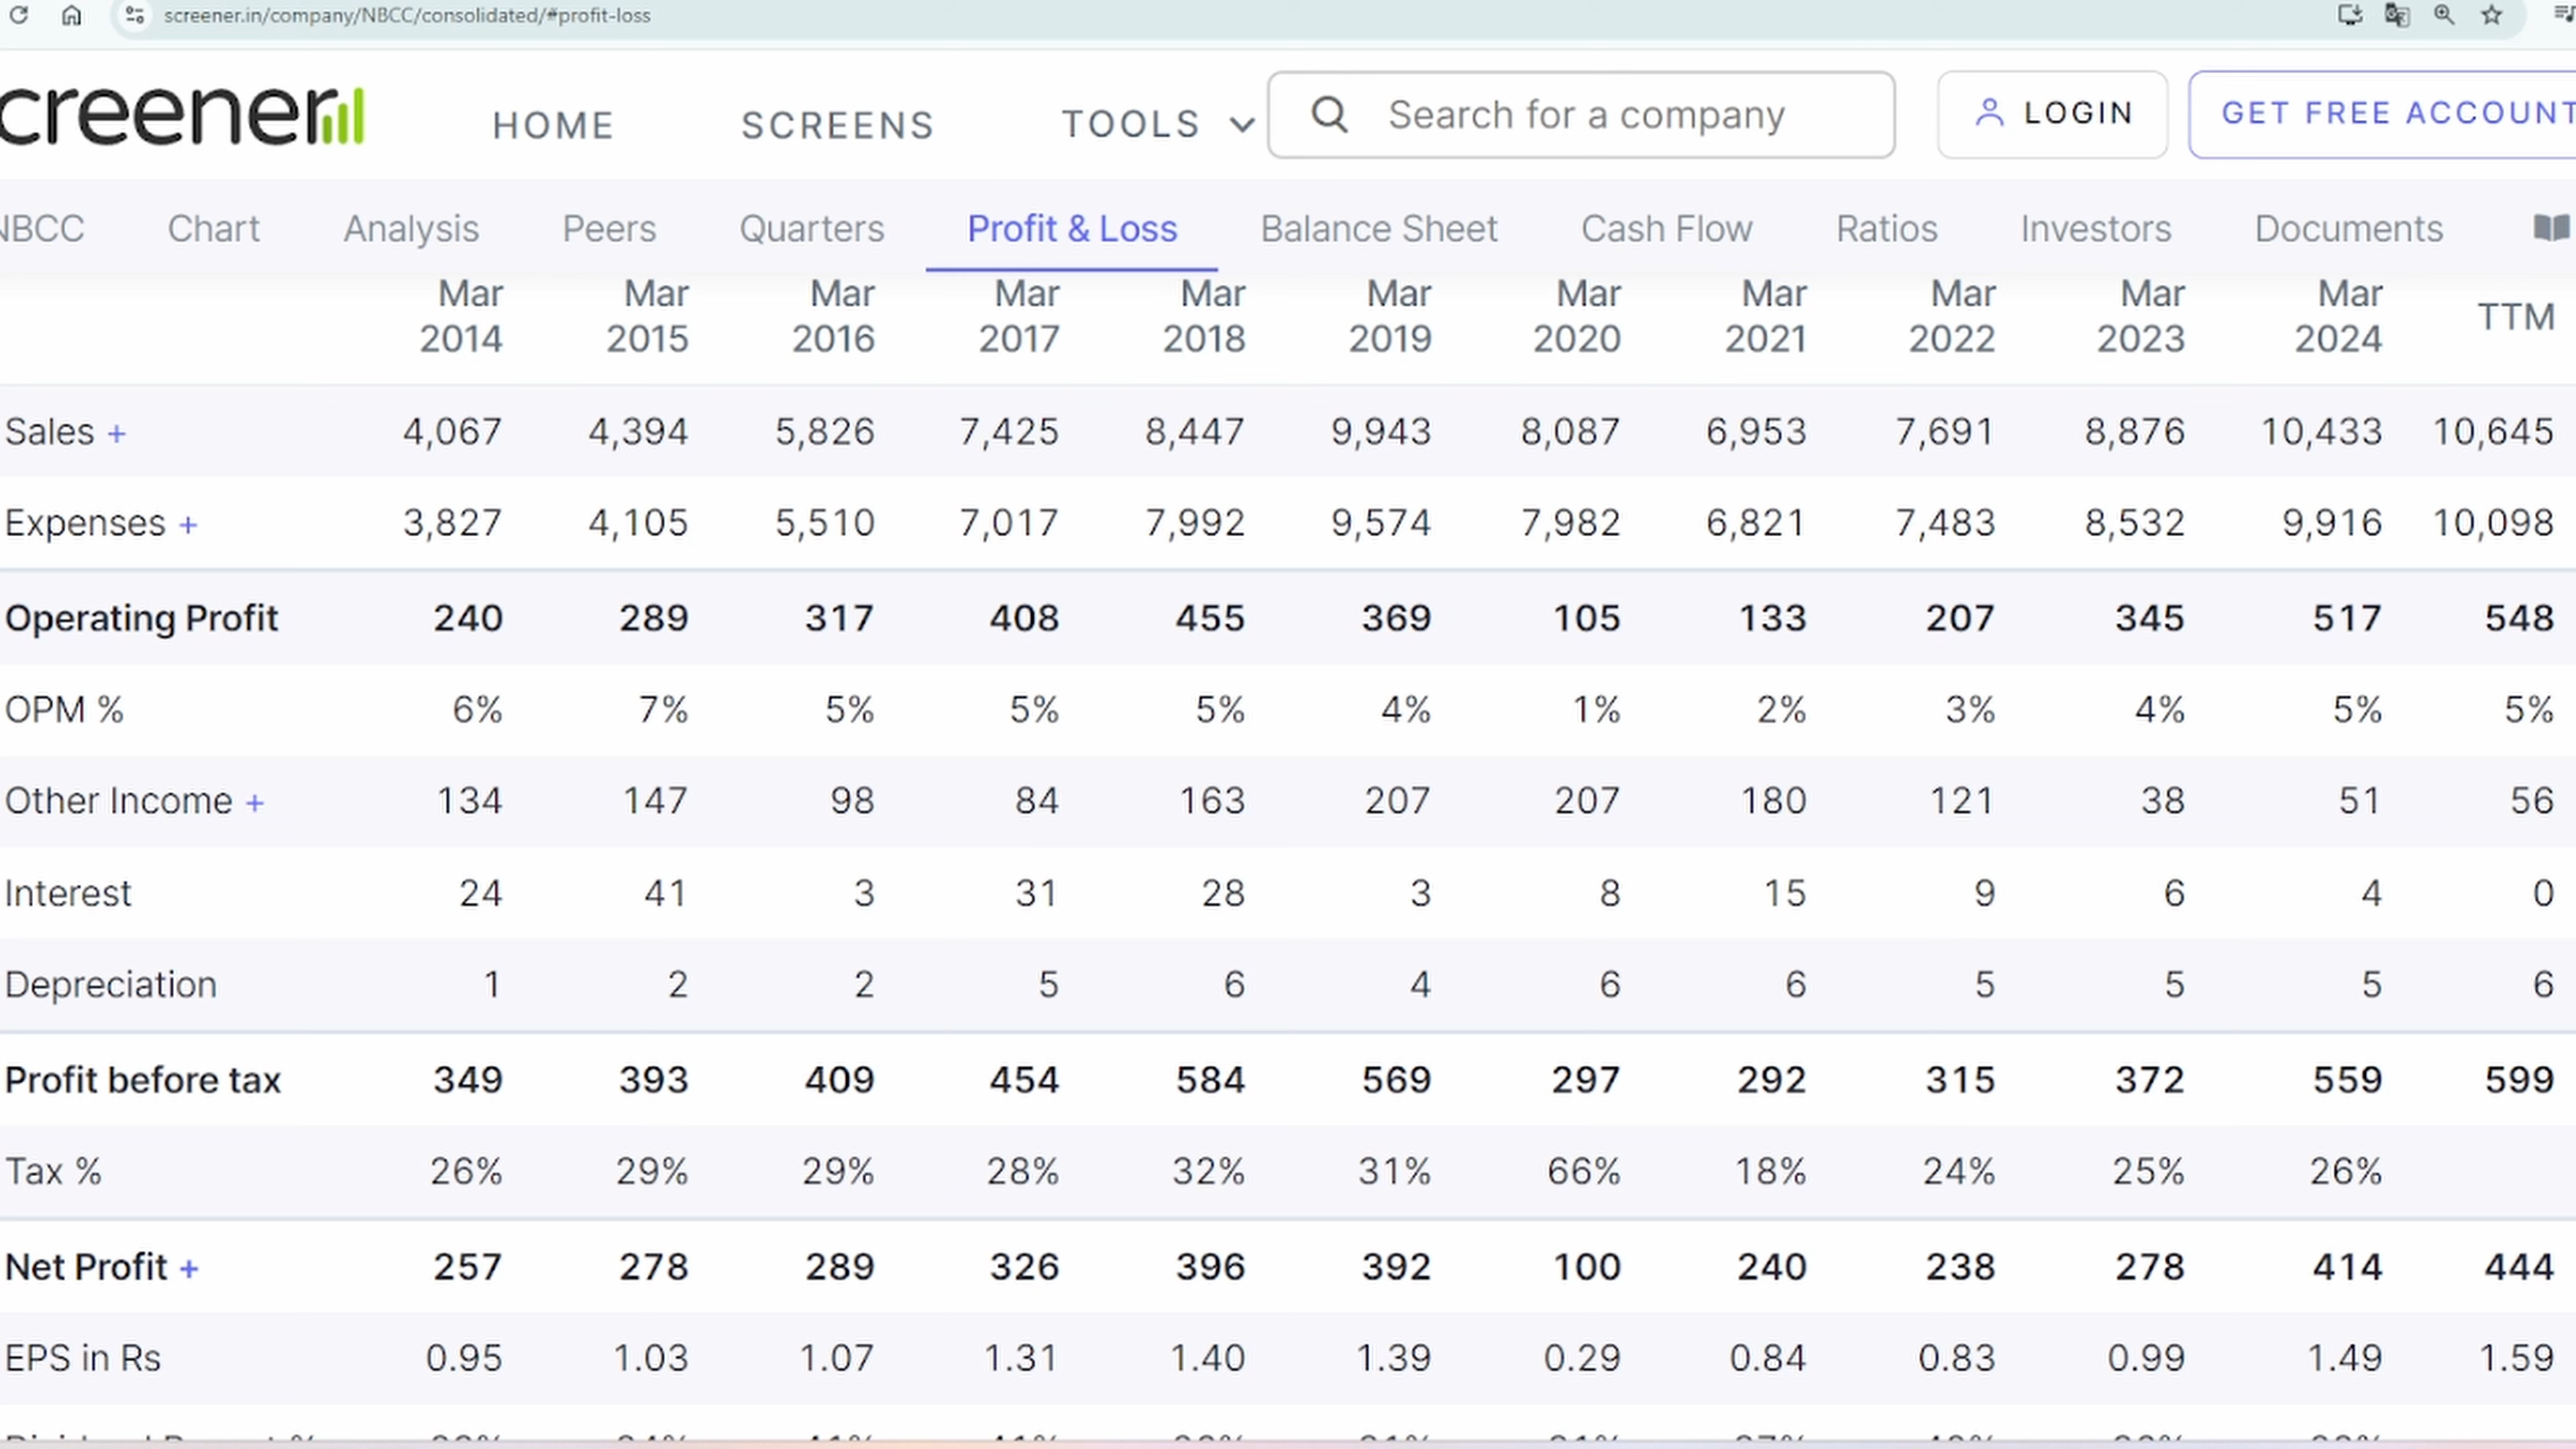 screener.in/company/NBCC/consolidated/#profit-loss
creener HOME SCREENS TOOLS Search for a company LOGIN GET FREE ACCOUNT
NBCC Chart Analysis Peers Quarters Profit & Loss Balance Sheet Cash Flow Ratios Investors Documents
Mar 2014 Mar 2015 Mar 2016 Mar 2017 Mar 2018 Mar 2019 Mar 2020 Mar 2021 Mar 2022 Mar 2023 Mar 2024 TTM
Sales + 4,067 4,394 5,826 7,425 8,447 9,943 8,087 6,953 7,691 8,876 10,433 10,645
Expenses + 3,827 4,105 5,510 7,017 7,992 9,574 7,982 6,821 7,483 8,532 9,916 10,098
Operating Profit 240 289 317 408 455 369 105 133 207 345 517 548
OPM % 6% 7% 5% 5% 5% 4% 1% 2% 3% 4% 5% 5%
Other Income + 134 147 98 84 163 207 207 180 121 38 51 56
Interest 24 41 3 31 28 3 8 15 9 6 4 0
Depreciation 1 2 2 5 6 4 6 6 5 5 5 6
Profit before tax 349 393 409 454 584 569 297 292 315 372 559 599
Tax % 26% 29% 29% 28% 32% 31% 66% 18% 24% 25% 26%
Net Profit + 257 278 289 326 396 392 100 240 238 278 414 444
EPS in Rs 0.95 1.03 1.07 1.31 1.40 1.39 0.29 0.84 0.83 0.99 1.49 1.59